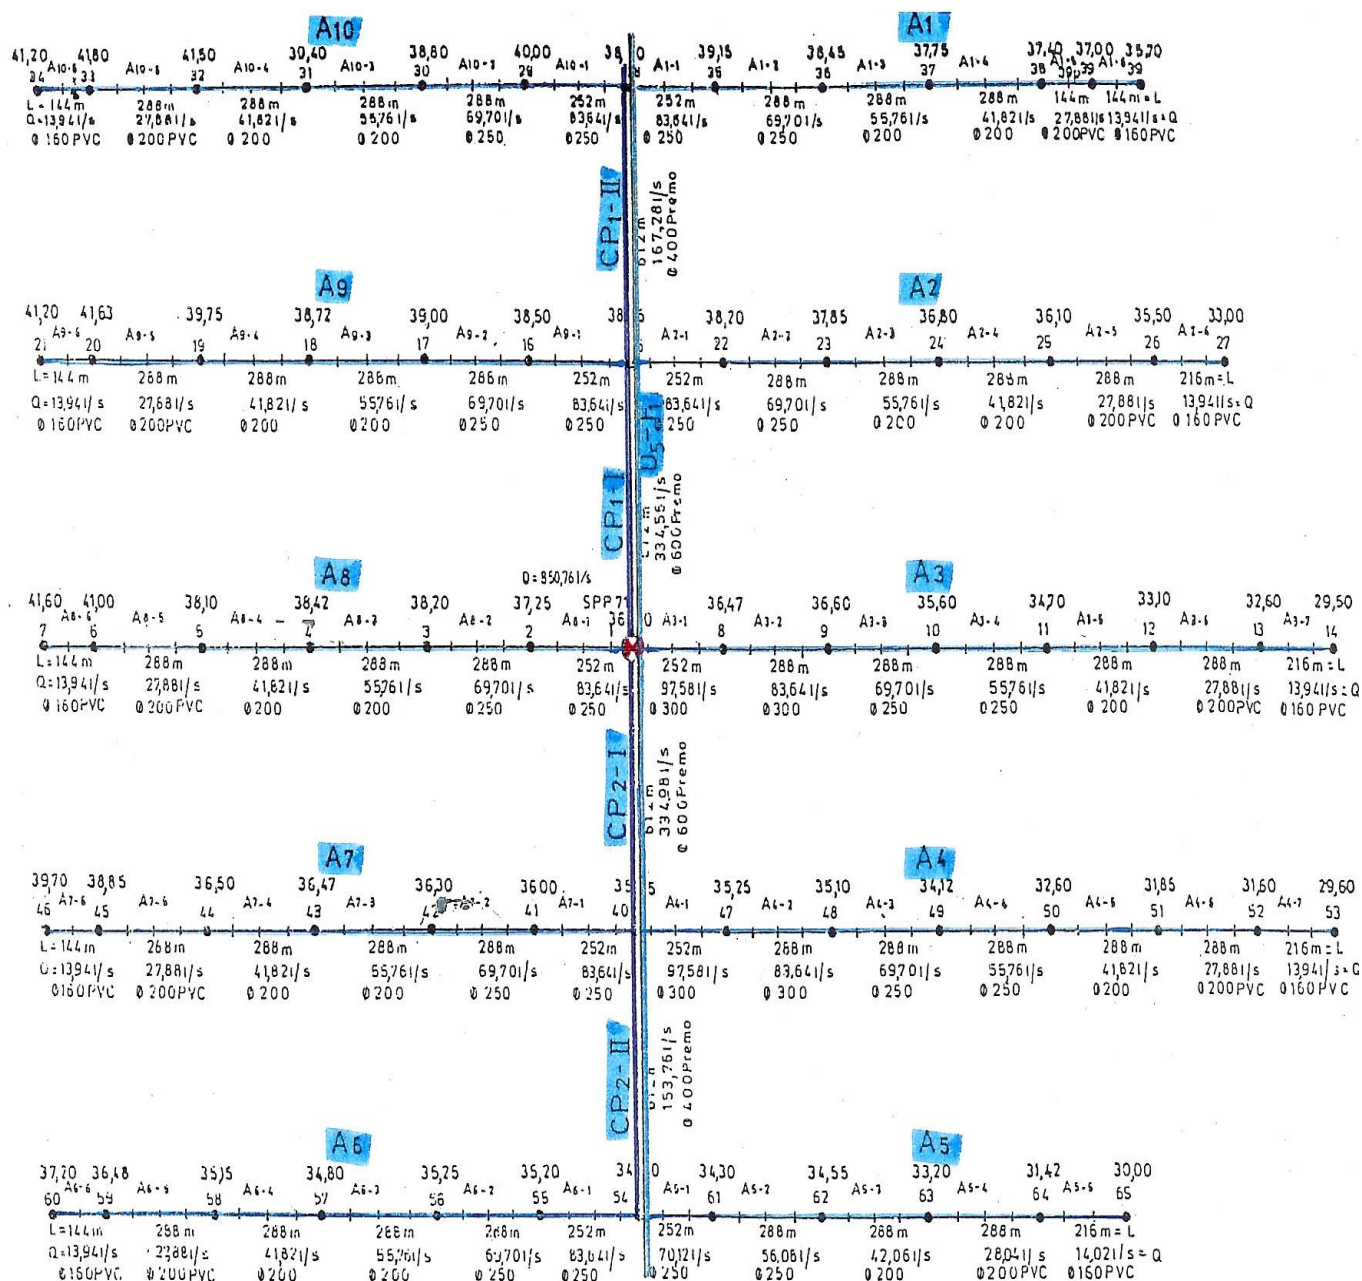 A10 A1
41,20 41,80 41,50 39,40 38,80 40,00 38, 0 39,15 38,45 37,75 37,40 37,00 35,70
A10-5 A10-4 A10-3 A10-2 A10-1 A1-1 A1-2 A1-3 A1-4
34 33 32 31 30 29 35 36 37 38 39
L=144m 288m 288m 288m 288m 252m 252m 288m 288m 288m 144m 144m=L
Q=13,94l/s 27,88l/s 41,82l/s 55,76l/s 69,70l/s 83,64l/s 83,64l/s 69,70l/s 55,76l/s 41,82l/s 27,88l/s 13,94l/s=Q
Ø160PVC Ø200PVC Ø200 Ø200 Ø250 Ø250 Ø250 Ø250 Ø200 Ø200 Ø200PVC Ø160PVC
CP1-II
612m
167,28l/s
Ø400Premo
A9 A2
41,20 41,63 39,75 38,72 39,00 38,50 38, 38,20 37,85 36,80 36,10 35,50 33,00
A9-6 A9-5 A9-4 A9-3 A9-2 A9-1 A2-1 A2-2 A2-3 A2-4 A2-5 A2-6
21 20 19 18 17 16 22 23 24 25 26 27
L=144m 288m 288m 288m 288m 252m 252m 288m 288m 288m 288m 216m=L
Q=13,94l/s 27,88l/s 41,82l/s 55,76l/s 69,70l/s 83,64l/s 83,64l/s 69,70l/s 55,76l/s 41,82l/s 27,88l/s 13,94l/s=Q
Ø160PVC Ø200PVC Ø200 Ø200 Ø250 Ø250 Ø250 Ø250 Ø200 Ø200 Ø200PVC Ø160PVC
CP1-I
334,56l/s
Ø600Premo
A8 Q=850,76l/s A3
41,60 41,00 38,10 38,42 38,20 37,25 SPP7 36,47 36,60 35,60 34,70 33,10 32,60 29,50
A8-6 A8-5 A8-4 A8-3 A8-2 A8-1 36 0 A3-1 A3-2 A3-3 A3-4 A3-5 A3-6 A3-7
7 6 5 4 3 2 8 9 10 11 12 13 14
L=144m 288m 288m 288m 288m 252m 252m 288m 288m 288m 288m 288m 216m=L
Q=13,94l/s 27,88l/s 41,82l/s 55,76l/s 69,70l/s 83,64l/s 97,58l/s 83,64l/s 69,70l/s 55,76l/s 41,82l/s 27,88l/s 13,94l/s=Q
Ø160PVC Ø200PVC Ø200 Ø200 Ø250 Ø250 Ø300 Ø300 Ø250 Ø250 Ø200 Ø200PVC Ø160PVC
CP2-I
612m
334,98l/s
Ø600Premo
A7 A4
39,70 38,85 36,50 36,47 36,30 36,00 35 5 35,25 35,10 34,12 32,60 31,85 31,60 29,60
A7-6 A7-4 A7-3 A7-1 A4-1 A4-2 A4-3 A4-6 A4-7
46 45 44 43 42 41 40 47 48 49 50 51 52 53
L=144m 288m 288m 288m 288m 252m 252m 288m 288m 288m 288m 288m 216m=L
Q=13,94l/s 27,88l/s 41,82l/s 55,76l/s 69,70l/s 83,64l/s 97,58l/s 83,64l/s 69,70l/s 55,76l/s 41,82l/s 27,88l/s 13,94l/s=Q
Ø160PVC Ø200PVC Ø200 Ø200 Ø250 Ø250 Ø300 Ø300 Ø250 Ø250 Ø200 Ø200PVC Ø160PVC
CP2-II
153,76l/s
Ø400Premo
A6 A5
37,20 36,48 35,15 34,80 35,25 35,20 34 0 34,30 34,55 33,20 31,42 30,00
A6-6 A6-5 A6-4 A6-3 A6-2 A6-1 A5-1 A5-2 A5-3 A5-4 A5-5
60 59 58 57 56 55 54 61 62 63 64 65
L=144m 288m 288m 288m 288m 252m 252m 288m 288m 288m 216m=L
Q=13,94l/s 27,88l/s 41,82l/s 55,76l/s 69,70l/s 83,64l/s 70,12l/s 56,08l/s 42,06l/s 28,04l/s 14,02l/s=Q
Ø160PVC Ø200PVC Ø200 Ø200 Ø250 Ø250 Ø250 Ø250 Ø200 Ø200PVC Ø160PVC